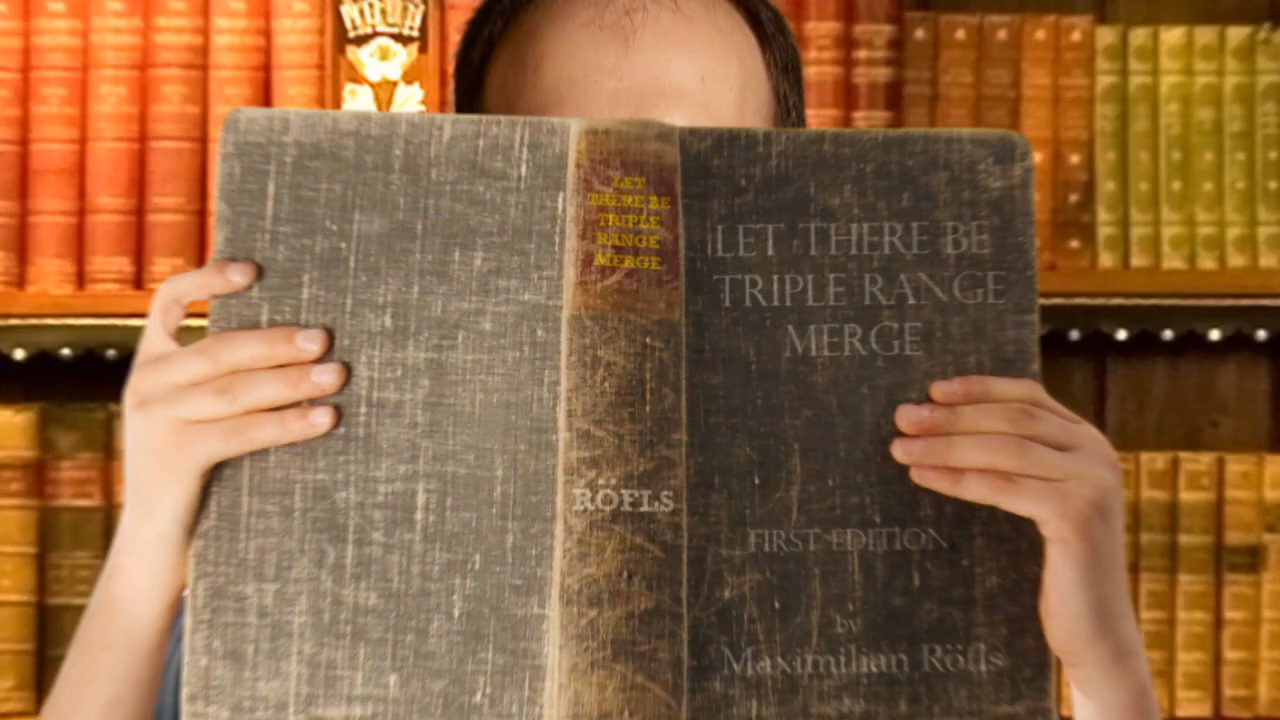 LET
THERE BE
TRIPLE
RANGE
MERGE
RÖFLS
LET THERE BE
TRIPLE RANGE
MERGE
FIRST EDITION
by
Maximilian Röfls